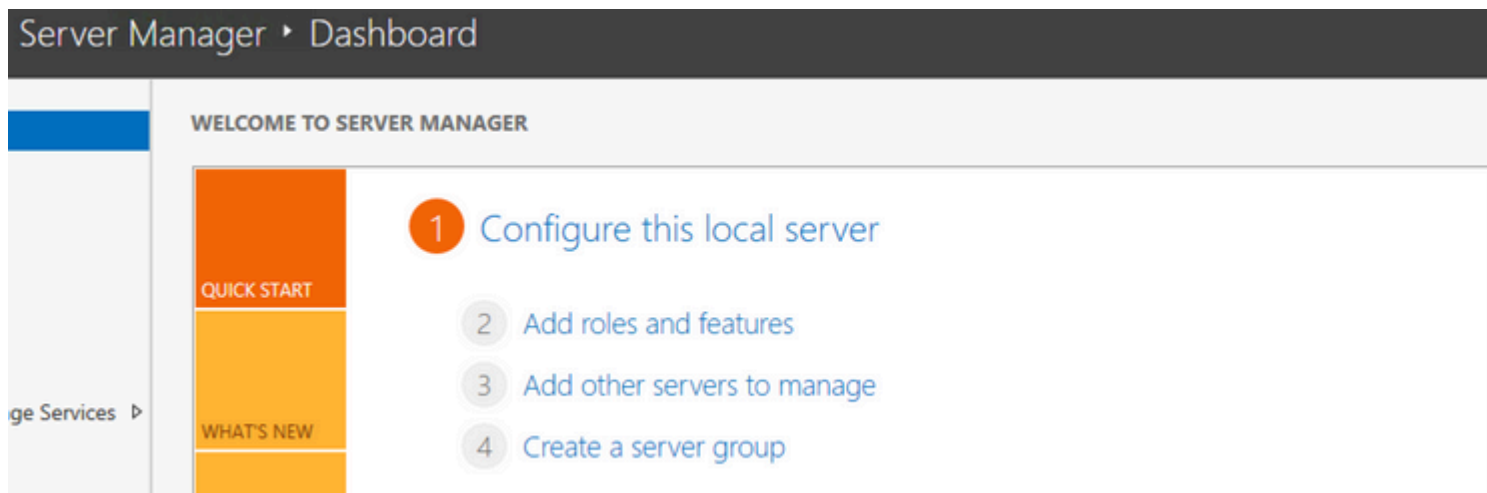 Server Manager ‣ Dashboard
WELCOME TO SERVER MANAGER
1 Configure this local server
QUICK START
2 Add roles and features
3 Add other servers to manage
ge Services ▷
WHAT'S NEW
4 Create a server group